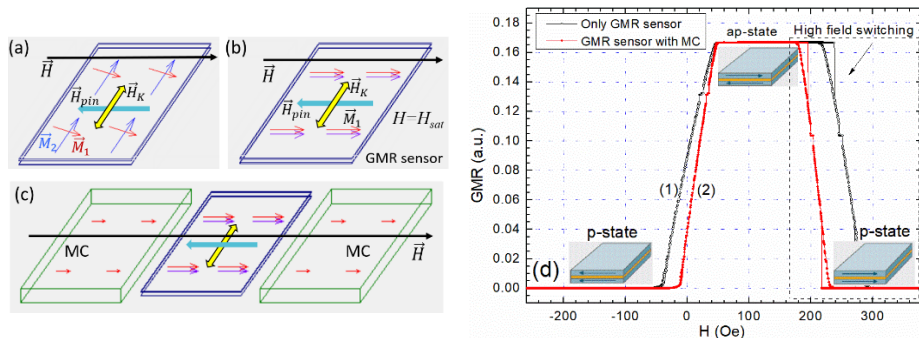 (a)
H
H_K
H_pin
M_2
M_1
(b)
H
H_K
H_pin
M_1
H=H_sat
GMR sensor
(c)
MC
MC
H
GMR (a.u.)
0.18
0.16
0.14
0.12
0.10
0.08
0.06
0.04
0.02
0.00
Only GMR sensor
GMR sensor with MC
ap-state
High field switching
(1)
(2)
p-state
p-state
(d)
-200
-100
0
100
200
300
H (Oe)